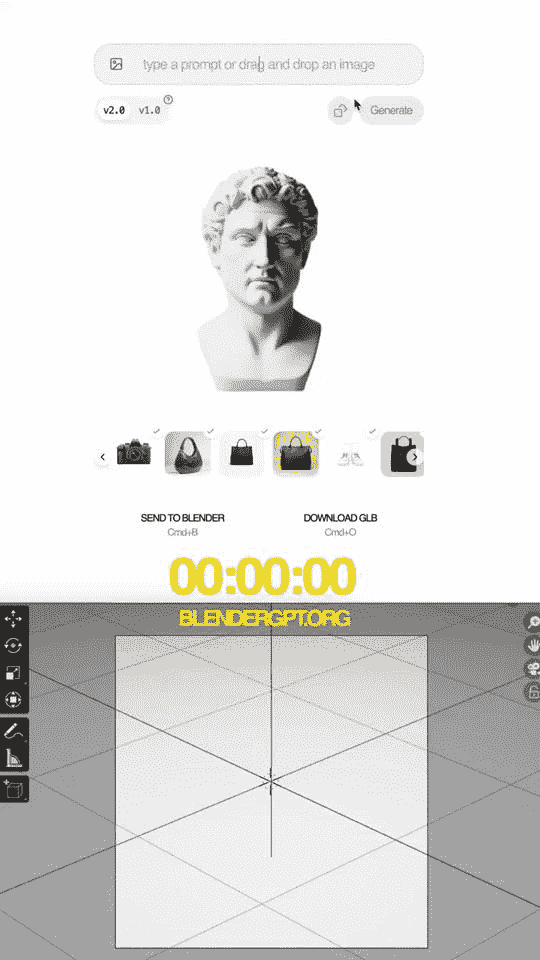 type a prompt or drag and drop an image
v2.0 v1.0 ?
Generate
SEND TO BLENDER
Cmd+B
DOWNLOAD GLB
Cmd+O
00:00:00
BLENDERGPT.ORG